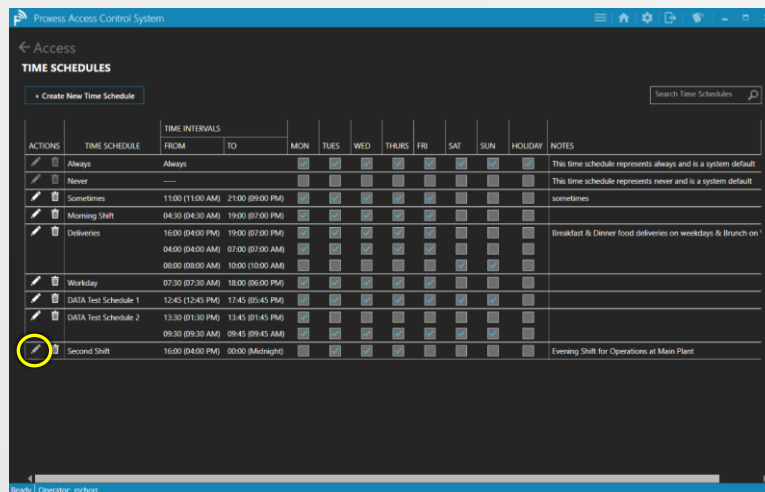 Proxess Access Control System
Access
TIME SCHEDULES
+ Create New Time Schedule
Search Time Schedules
TIME INTERVALS
ACTIONS TIME SCHEDULE FROM TO MON TUES WED THURS FRI SAT SUN HOLIDAY NOTES
Always Always This time schedule represents always and is a system default
Never ---- This time schedule represents never and is a system default
Sometimes 11:00 (11:00 AM) 21:00 (09:00 PM) sometimes
Morning Shift 04:30 (04:30 AM) 19:00 (07:00 PM)
Deliveries 16:00 (04:00 PM) 19:00 (07:00 PM) Breakfast & Dinner food deliveries on weekdays & Brunch on
04:00 (04:00 AM) 07:00 (07:00 AM)
08:00 (08:00 AM) 10:00 (10:00 AM)
Workday 07:30 (07:30 AM) 18:00 (06:00 PM)
DATA Test Schedule 1 12:45 (12:45 PM) 17:45 (05:45 PM)
DATA Test Schedule 2 13:30 (01:30 PM) 13:45 (01:45 PM)
09:30 (09:30 AM) 09:45 (09:45 AM)
Second Shift 16:00 (04:00 PM) 00:00 (Midnight) Evening Shift for Operations at Main Plant
Ready Operator: rschorr